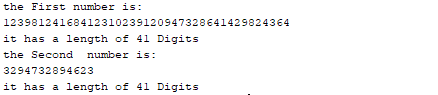 the First number is:
12398124168412310239120947328641429824364
it has a length of 41 Digits
the Second  number is:
3294732894623
it has a length of 41 Digits